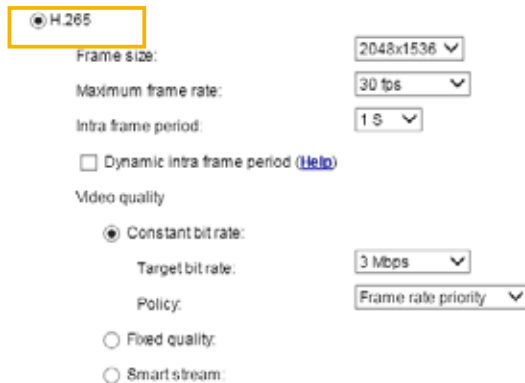 H.265
Frame size: 2048x1536
Maximum frame rate: 30 fps
Intra frame period: 1 S
Dynamic intra frame period (Help)
Video quality
Constant bit rate:
Target bit rate: 3 Mbps
Policy: Frame rate priority
Fixed quality:
Smart stream: